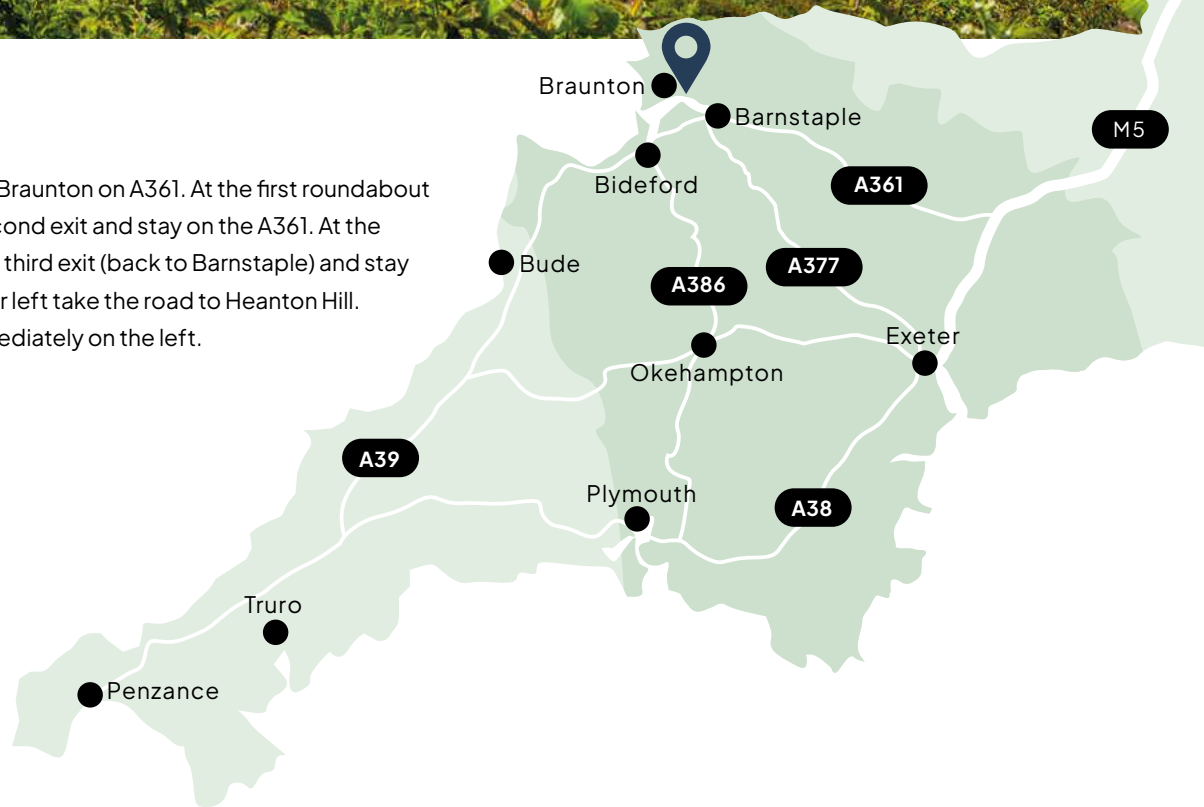 Braunton on A361. At the first roundabout
exit and stay on the A361. At the
third exit (back to Barnstaple) and stay
left take the road to Heanton Hill.
on the left.
Braunton
Barnstaple
M5
Bideford
A361
Bude
A377
A386
Exeter
Okehampton
A39
Plymouth
A38
Truro
Penzance